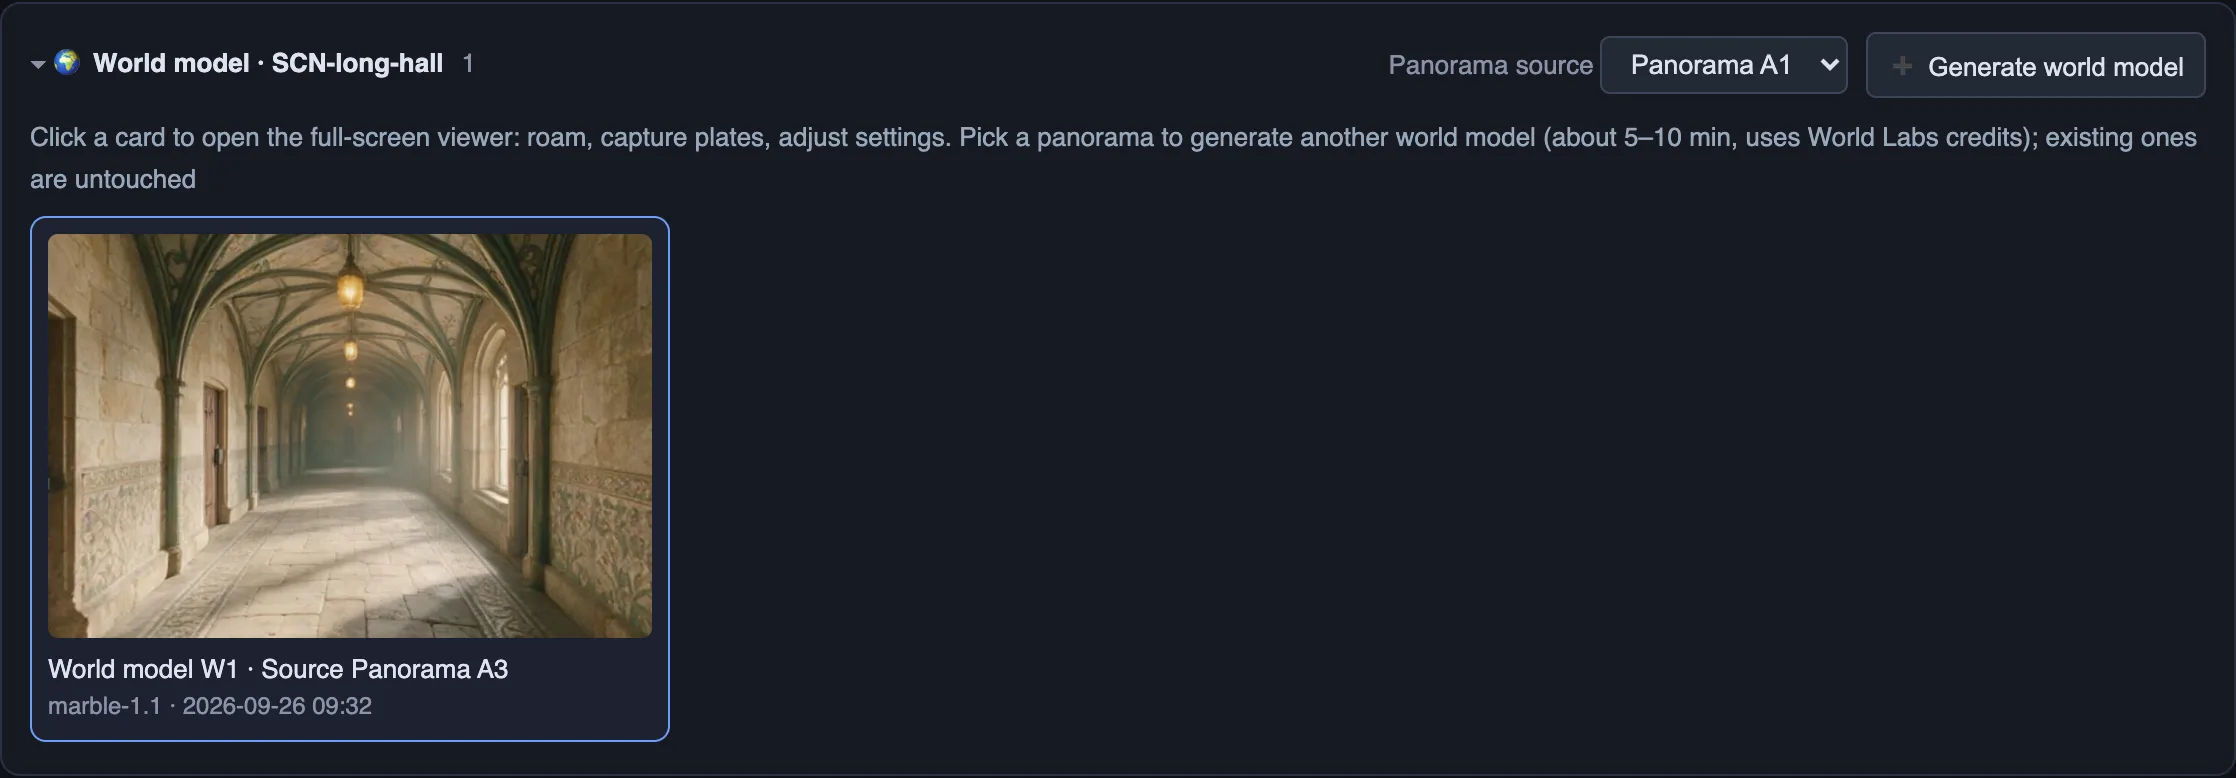 World model · SCN-long-hall 1
Panorama source Panorama A1 Generate world model
Click a card to open the full-screen viewer: roam, capture plates, adjust settings. Pick a panorama to generate another world model (about 5–10 min, uses World Labs credits); existing ones
are untouched
World model W1 · Source Panorama A3
marble-1.1 · 2026-09-26 09:32